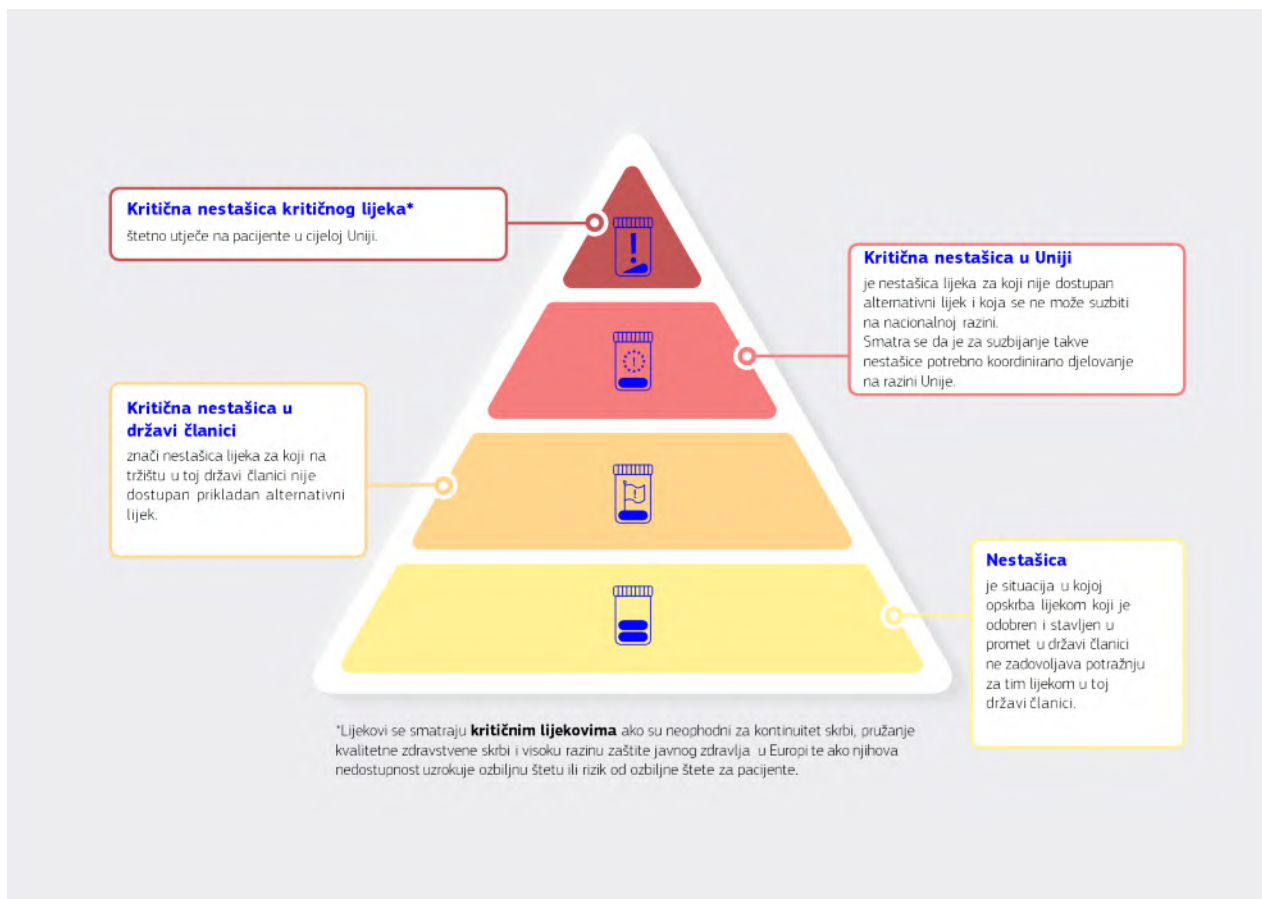 Kritična nestašica kritičnog lijeka*
štetno utječe na pacijente u cijeloj Uniji.
Kritična nestašica u Uniji
je nestašica lijeka za koji nije dostupan
alternativni lijek i koja se ne može suzbiti
na nacionalnoj razini.
Smatra se da je za suzbijanje takve
nestašice potrebno koordinirano djelovanje
na razini Unije.
Kritična nestašica u
državi članici
znači nestašica lijeka za koji na
tržištu u toj državi članici nije
dostupan prikladan alternativni
lijek.
Nestašica
je situacija u kojoj
opskrba lijekom koji je
odobren i stavljen u
promet u državi članici
ne zadovoljava potražnju
za tim lijekom u toj
državi članici.
*Lijekovi se smatraju kritičnim lijekovima ako su neophodni za kontinuitet skrbi, pružanje
kvalitetne zdravstvene skrbi i visoku razinu zaštite javnog zdravlja u Europi te ako njihova
nedostupnost uzrokuje ozbiljnu štetu ili rizik od ozbiljne štete za pacijente.